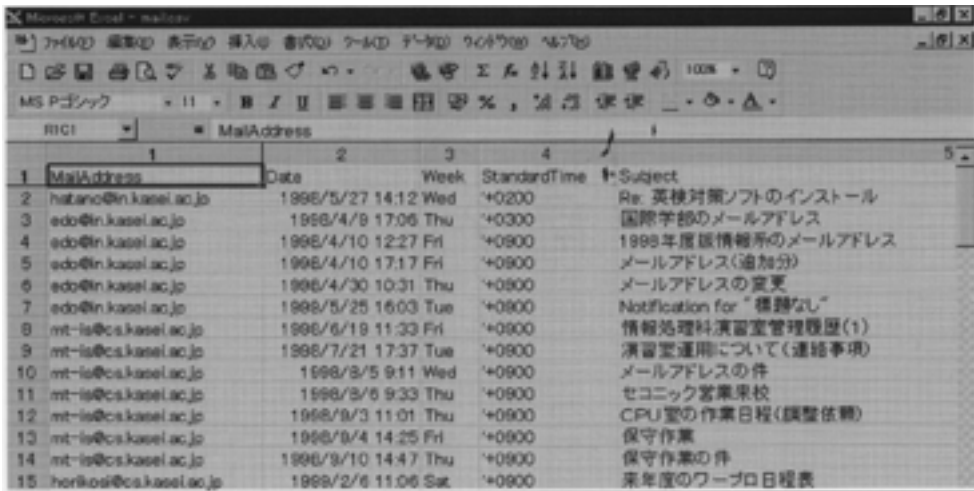 Microsoft Excel - mailcsv
ファイル(F) 編集(E) 表示(V) 挿入(I) 書式(O) ツール(T) データ(D) ウィンドウ(W) ヘルプ(H)
100%
MS Pゴシック 11 B I U %
R1C1 = MailAddress
1 2 3 4 5
1 MailAddress Date Week StandardTime Subject
2 hatano@in.kasei.ac.jp 1998/5/27 14:12 Wed '+0200 Re: 英検対策ソフトのインストール
3 edo@in.kasei.ac.jp 1998/4/9 17:06 Thu '+0300 国際学部のメールアドレス
4 edo@in.kasei.ac.jp 1998/4/10 12:27 Fri '+0900 1998年度版情報系のメールアドレス
5 edo@in.kasei.ac.jp 1998/4/10 17:17 Fri '+0900 メールアドレス(追加分)
6 edo@in.kasei.ac.jp 1998/4/30 10:31 Thu '+0900 メールアドレスの変更
7 edo@in.kasei.ac.jp 1999/5/25 16:03 Tue '+0900 Notification for "標題なし"
8 mt-is@cs.kasei.ac.jp 1998/6/19 11:33 Fri '+0900 情報処理科演習室管理履歴(1)
9 mt-is@cs.kasei.ac.jp 1998/7/21 17:37 Tue '+0900 演習室運用について(連絡事項)
10 mt-is@cs.kasei.ac.jp 1998/8/5 9:11 Wed '+0900 メールアドレスの件
11 mt-is@cs.kasei.ac.jp 1998/8/6 9:33 Thu '+0900 セコニック営業来校
12 mt-is@cs.kasei.ac.jp 1998/9/3 11:01 Thu '+0900 CPU室の作業日程(調整依頼)
13 mt-is@cs.kasei.ac.jp 1998/9/4 14:25 Fri '+0900 保守作業
14 mt-is@cs.kasei.ac.jp 1998/9/10 14:47 Thu '+0900 保守作業の件
15 horikosi@cs.kasei.ac.jp 1999/2/6 11:06 Sat '+0900 来年度のワープロ日程表